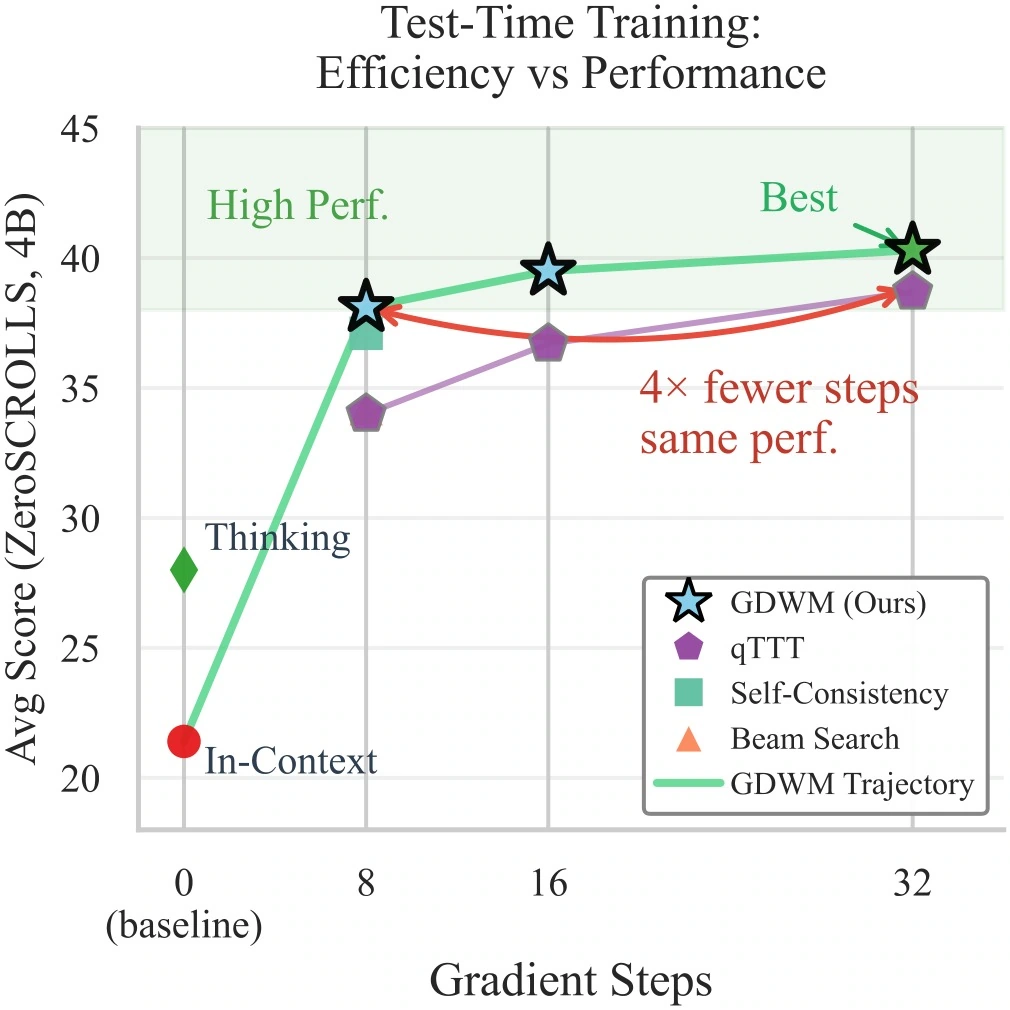 Test-Time Training:
Efficiency vs Performance
Avg Score (ZeroSCROLLS, 4B)
45
40
35
30
25
20
High Perf.
Best
4× fewer steps
same perf.
Thinking
In-Context
GDWM (Ours)
qTTT
Self-Consistency
Beam Search
GDWM Trajectory
0
8
16
32
(baseline)
Gradient Steps